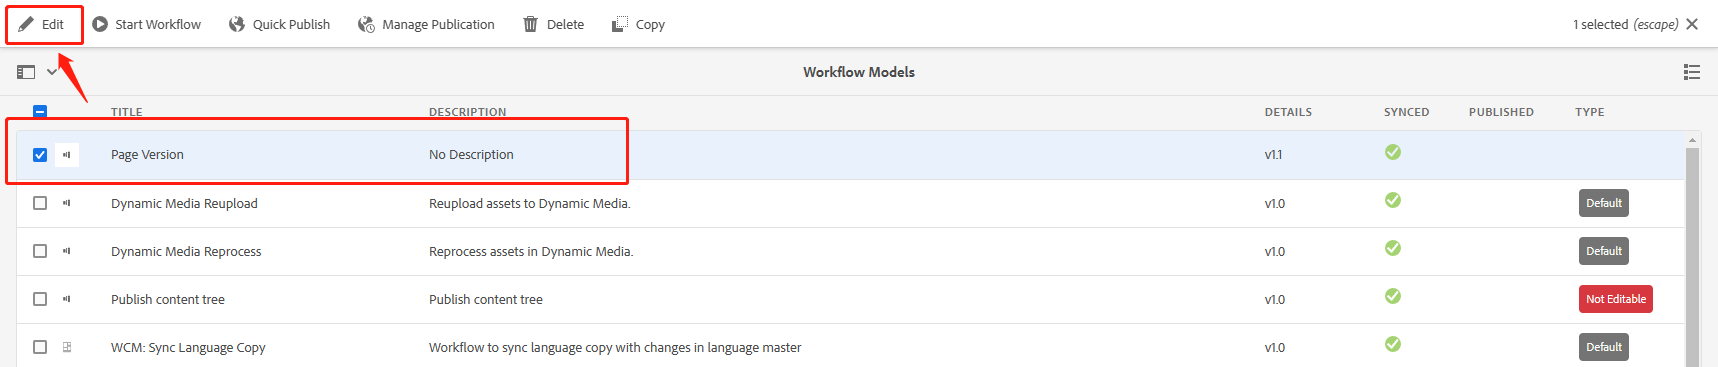 Edit Start Workflow Quick Publish Manage Publication Delete Copy 1 selected (escape)
Workflow Models
TITLE DESCRIPTION DETAILS SYNCED PUBLISHED TYPE
Page Version No Description v1.1
Dynamic Media Reupload Reupload assets to Dynamic Media. v1.0 Default
Dynamic Media Reprocess Reprocess assets in Dynamic Media. v1.0 Default
Publish content tree Publish content tree v1.0 Not Editable
WCM: Sync Language Copy Workflow to sync language copy with changes in language master v1.0 Default